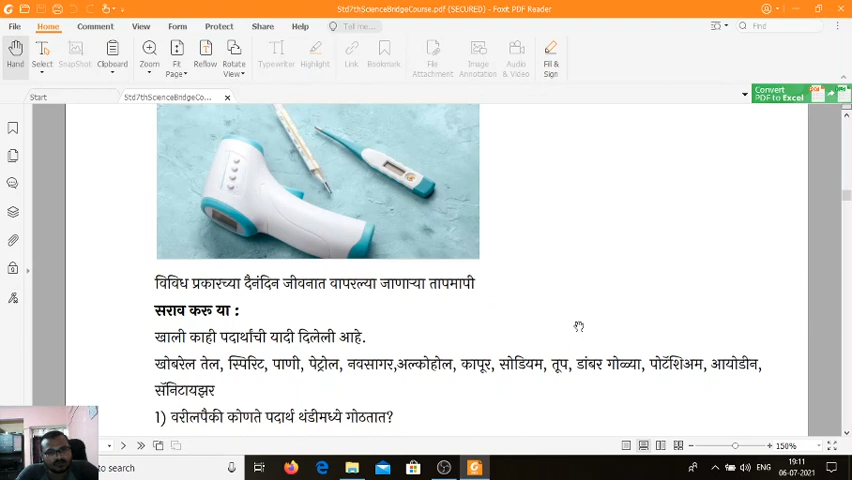 Std7thScienceBridgeCourse.pdf (SECURED) - Foxit PDF Reader
File Home Comment View Form Protect Share Help Tell me... Find
Hand Select SnapShot Clipboard Zoom Fit Page Reflow Rotate View Typewriter Highlight Link Bookmark File Attachment Image Annotation Audio & Video Fill & Sign
Start Std7thScienceBridgeCo... Convert PDF to Excel
विविध प्रकारच्या दैनंदिन जीवनात वापरल्या जाणाऱ्या तापमापी
सराव करू या :
खाली काही पदार्थांची यादी दिलेली आहे.
खोबरेल तेल, स्पिरिट, पाणी, पेट्रोल, नवसागर,अल्कोहोल, कापूर, सोडियम, तूप, डांबर गोळ्या, पोटॅशिअम, आयोडीन,
सॅनिटायझर
1) वरीलपैकी कोणते पदार्थ थंडीमध्ये गोठतात?
150%
to search ENG 19:11
06-07-2021